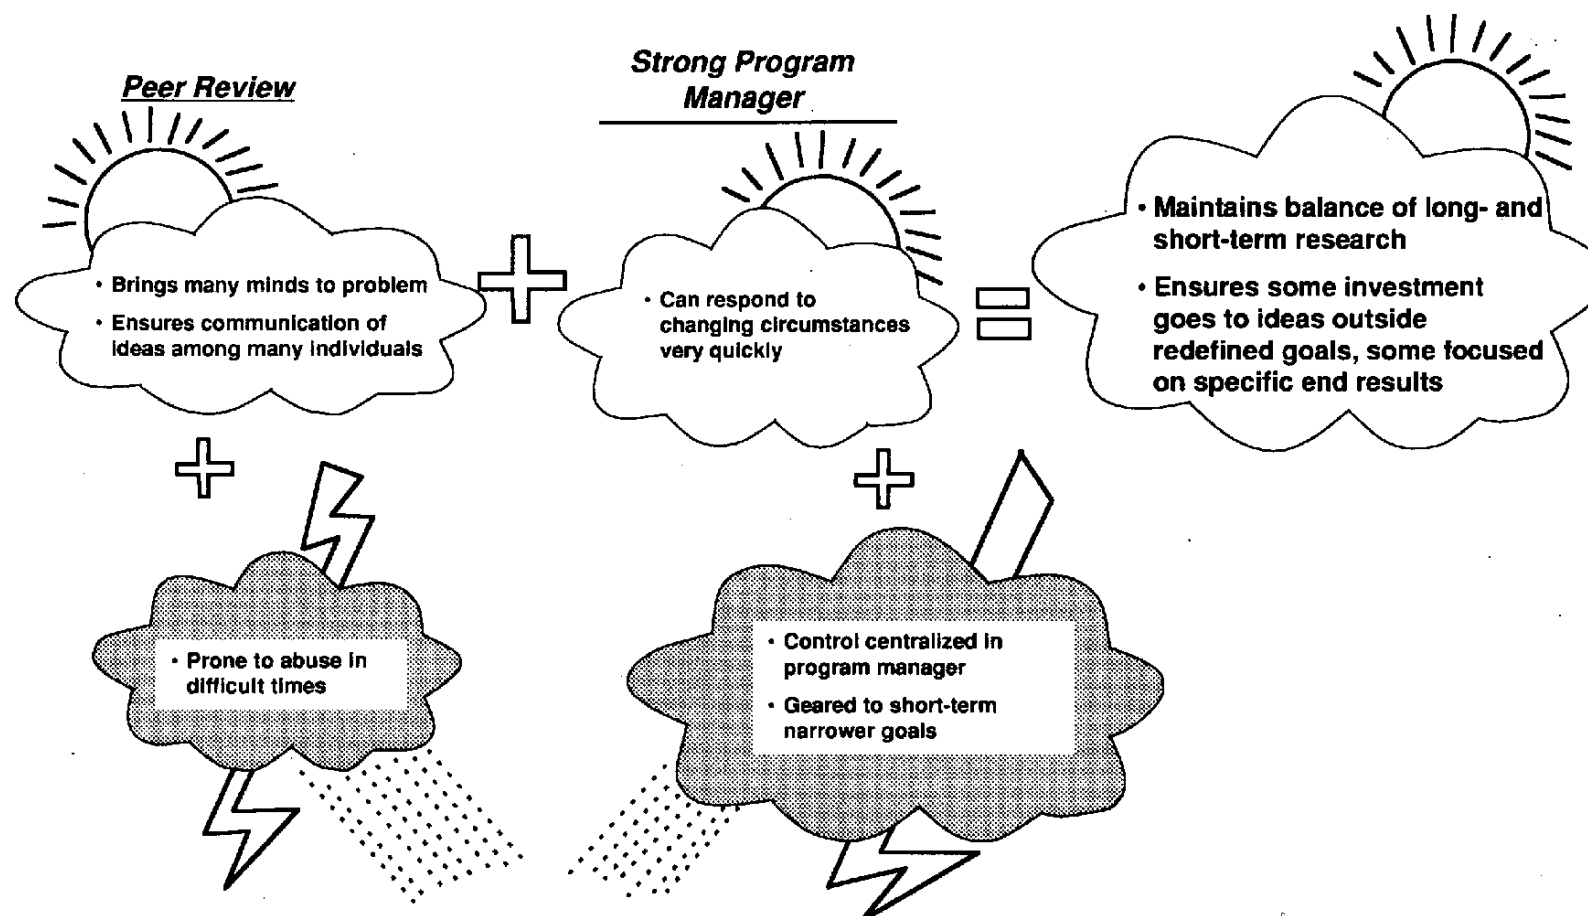 Peer Review
Strong Program
Manager
• Brings many minds to problem
• Ensures communication of
ideas among many individuals
• Can respond to
changing circumstances
very quickly
• Maintains balance of long- and
short-term research
• Ensures some investment
goes to ideas outside
redefined goals, some focused
on specific end results
• Prone to abuse in
difficult times
• Control centralized in
program manager
• Geared to short-term
narrower goals